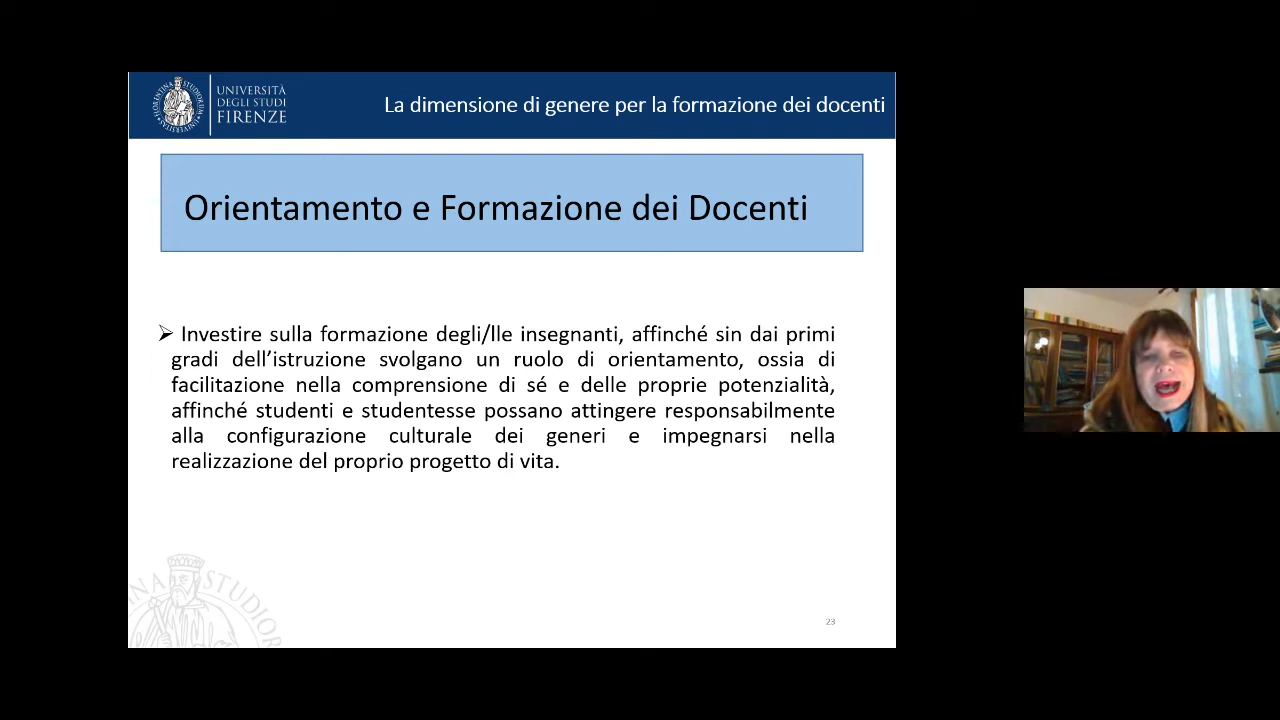 UNIVERSITÀ
DEGLI STUDI
FIRENZE
La dimensione di genere per la formazione dei docenti
Orientamento e Formazione dei Docenti
➢ Investire sulla formazione degli/lle insegnanti, affinché sin dai primi
gradi dell’istruzione svolgano un ruolo di orientamento, ossia di
facilitazione nella comprensione di sé e delle proprie potenzialità,
affinché studenti e studentesse possano attingere responsabilmente
alla configurazione culturale dei generi e impegnarsi nella
realizzazione del proprio progetto di vita.
23